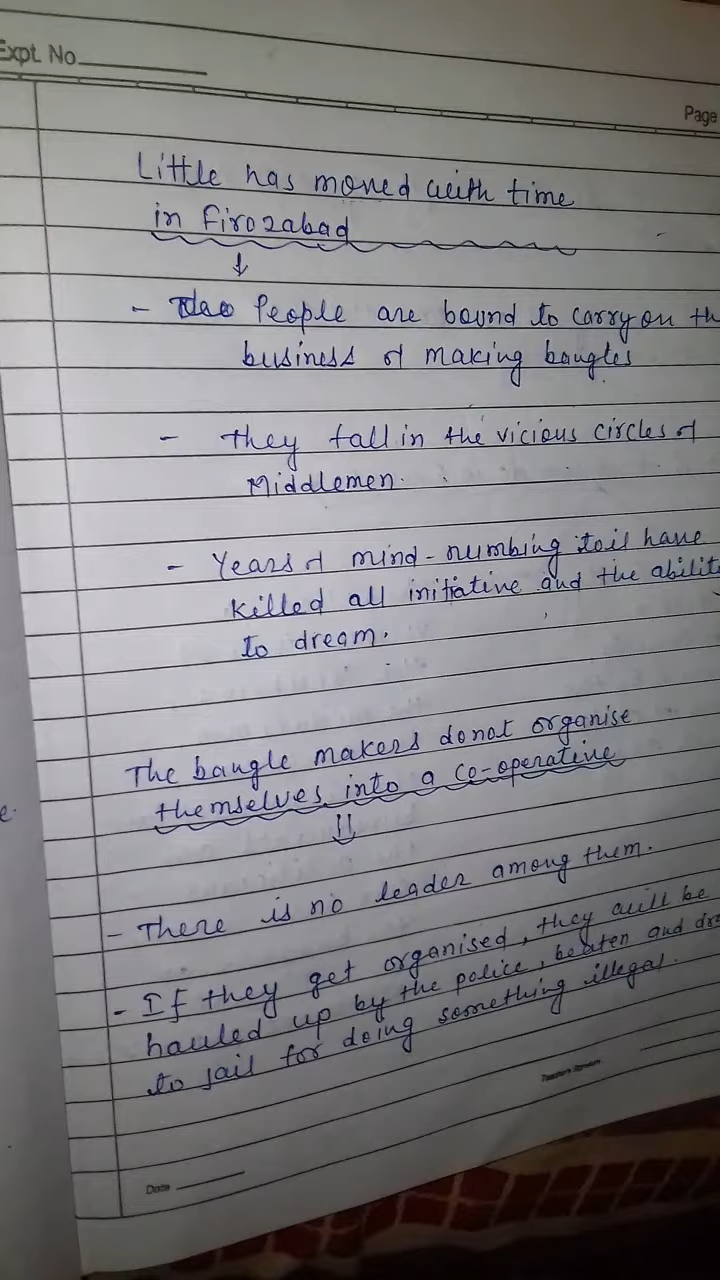 Expt. No.
Page
Little has moved with time
in Firozabad
↓
- People are bound to carry on th
business of making bangles
- they fall in the vicious circles of
Middlemen.
- Years of mind-numbing toil have
killed all initiative and the abilit
to dream.
The bangle makers donot organise
themselves into a co-operative
⇓
- There is no leader among them.
- If they get organised, they will be
hauled up by the police, beaten and dra
to jail for doing something illegal.
e.
Date